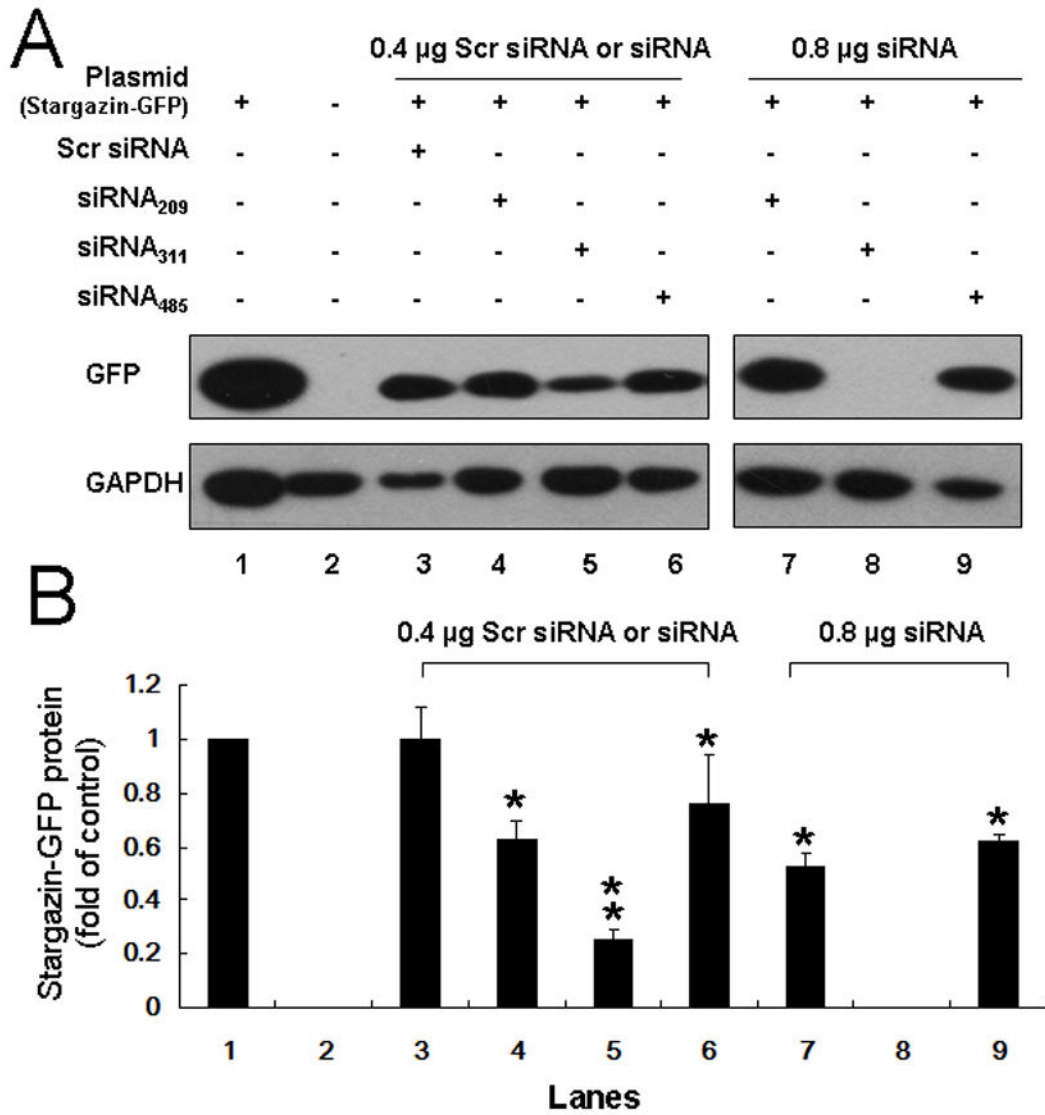 A
0.4 µg Scr siRNA or siRNA 0.8 µg siRNA
Plasmid
(Stargazin-GFP) + - + + + + + + +
Scr siRNA - - + - - - - - -
siRNA209 - - - + - - + - -
siRNA311 - - - - + - - + -
siRNA485 - - - - - + - - +
GFP
GAPDH
1 2 3 4 5 6 7 8 9
B
0.4 µg Scr siRNA or siRNA 0.8 µg siRNA
Stargazin-GFP protein
(fold of control)
1.2
1
0.8
0.6
0.4
0.2
0
* ** * * *
1 2 3 4 5 6 7 8 9
Lanes